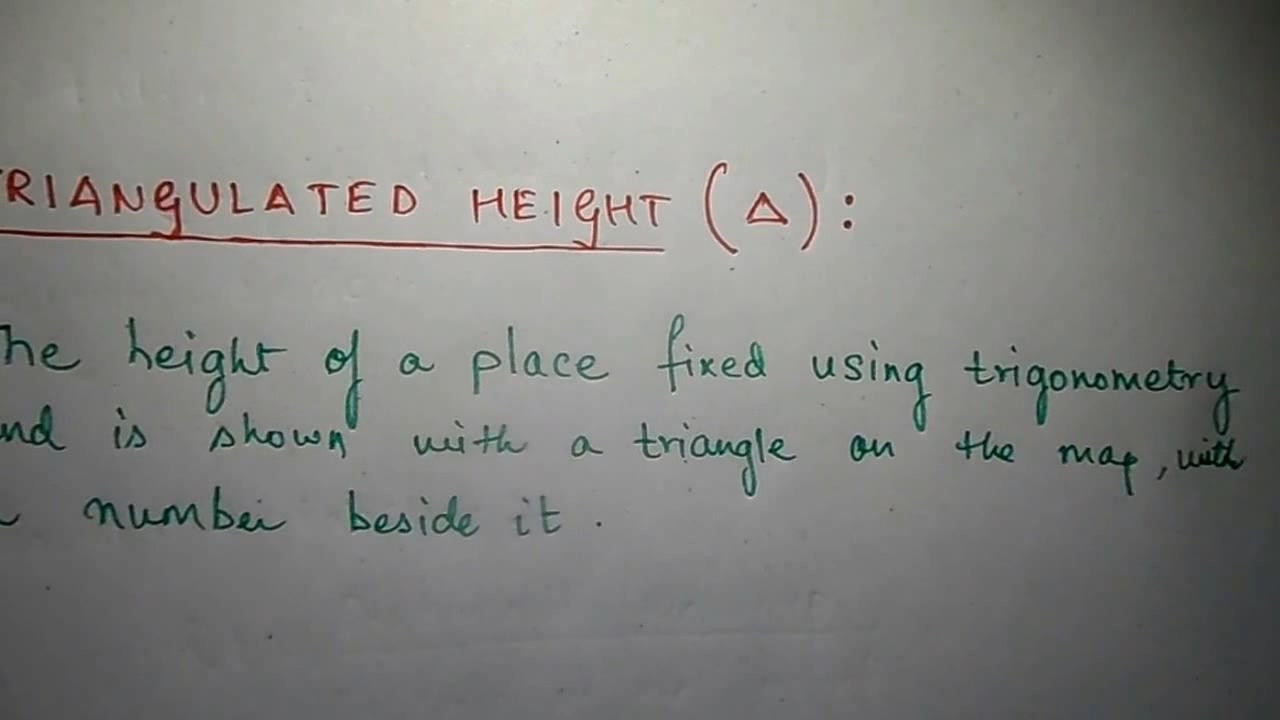 RIANGULATED HEIGHT (Δ):
he height of a place fixed using trigonometry
nd is shown with a triangle on the map, with
number beside it.